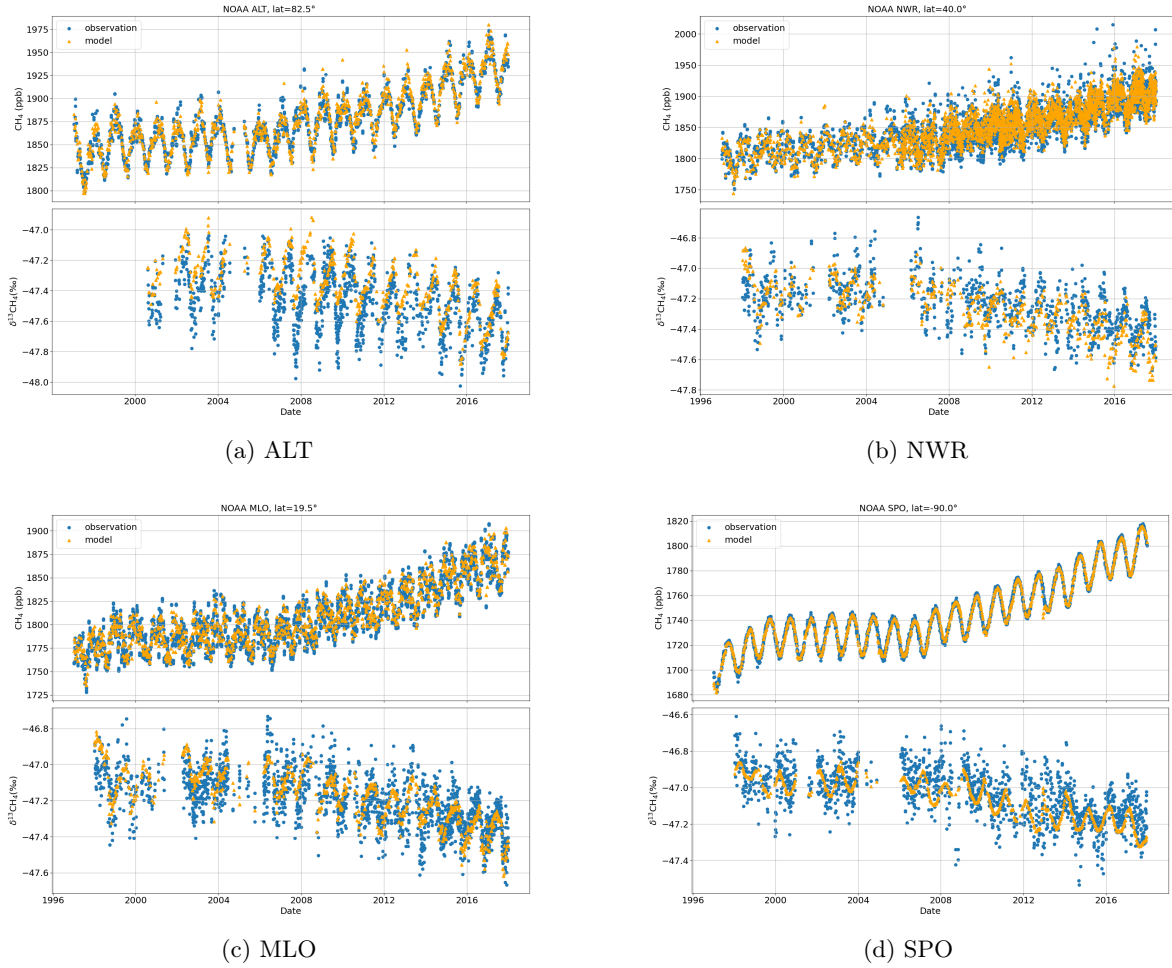 NOAA ALT, lat=82.5°
observation
model
CH₄ (ppb)
1975
1950
1925
1900
1875
1850
1825
1800
δ¹³CH₄(‰)
−47.0
−47.2
−47.4
−47.6
−47.8
−48.0
2000 2004 2008 2012 2016
Date
(a) ALT
NOAA NWR, lat=40.0°
observation
model
CH₄ (ppb)
2000
1950
1900
1850
1800
1750
δ¹³CH₄(‰)
−46.8
−47.0
−47.2
−47.4
−47.6
−47.8
1996 2000 2004 2008 2012 2016
Date
(b) NWR
NOAA MLO, lat=19.5°
observation
model
CH₄ (ppb)
1900
1875
1850
1825
1800
1775
1750
1725
δ¹³CH₄(‰)
−46.8
−47.0
−47.2
−47.4
−47.6
1996 2000 2004 2008 2012 2016
Date
(c) MLO
NOAA SPO, lat=-90.0°
observation
model
CH₄ (ppb)
1820
1800
1780
1760
1740
1720
1700
1680
δ¹³CH₄(‰)
−46.6
−46.8
−47.0
−47.2
−47.4
1996 2000 2004 2008 2012 2016
Date
(d) SPO